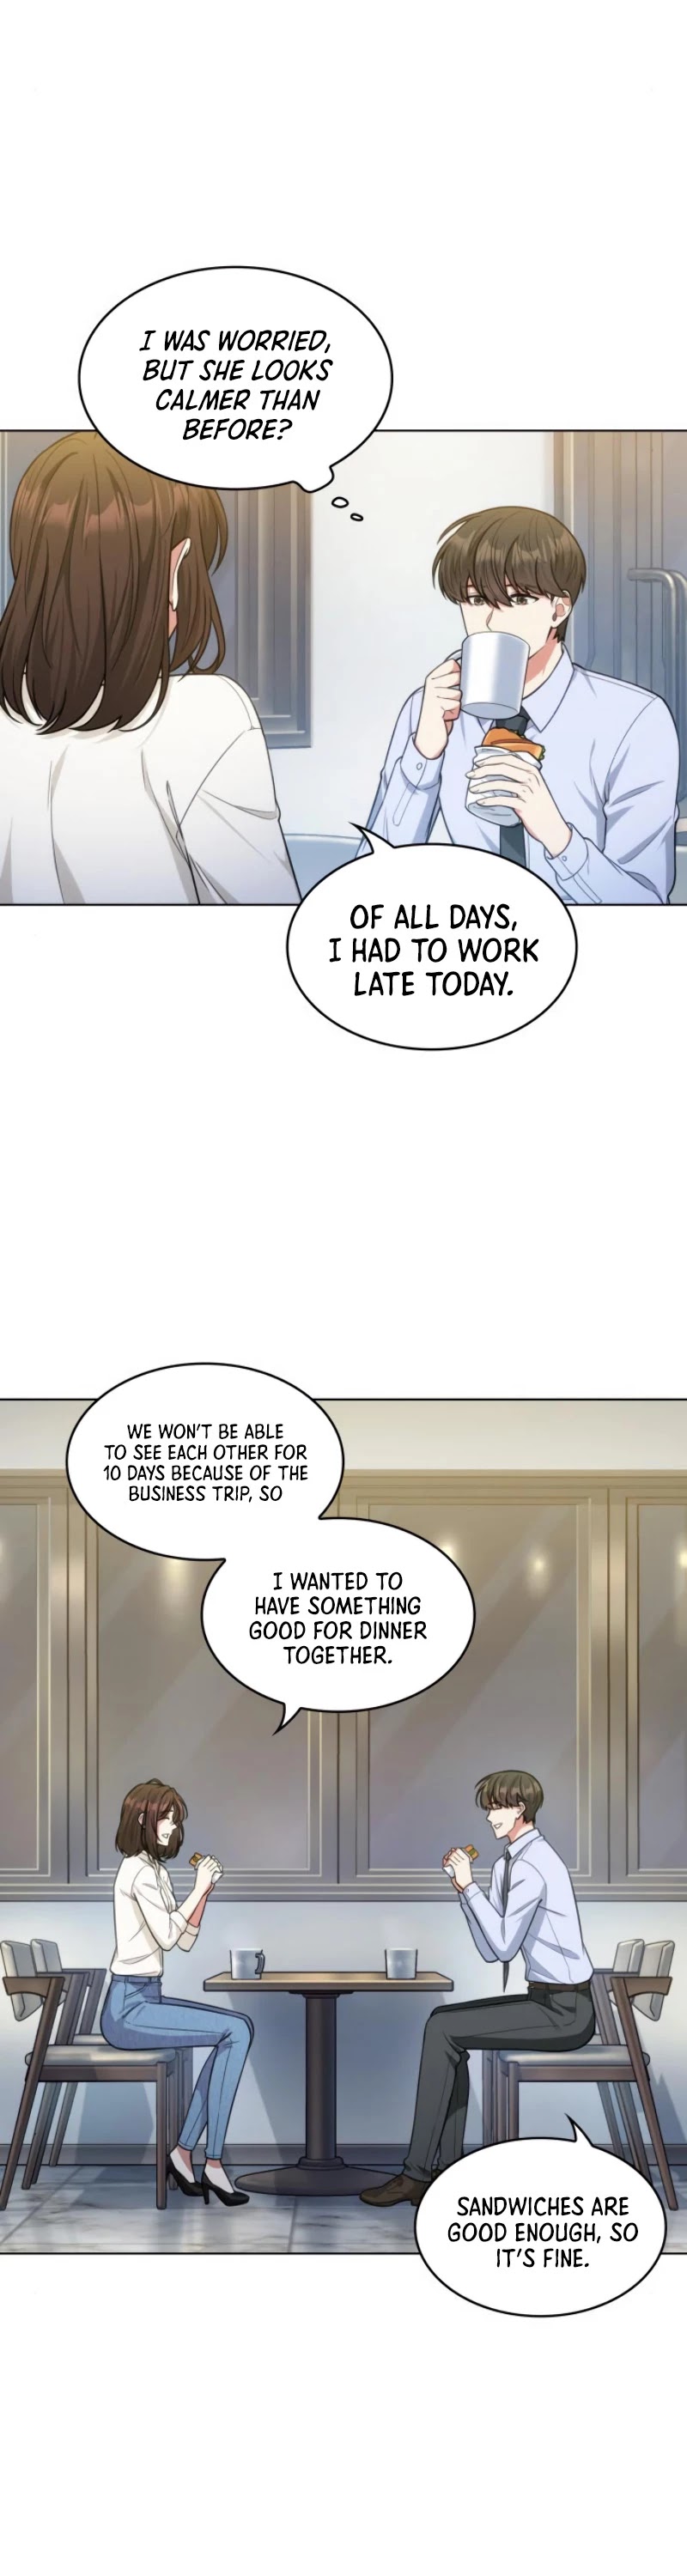 I WAS WORRIED,
BUT SHE LOOKS
CALMER THAN
BEFORE?
OF ALL DAYS,
I HAD TO WORK
LATE TODAY.
WE WON'T BE ABLE
TO SEE EACH OTHER FOR
10 DAYS BECAUSE OF THE
BUSINESS TRIP, SO
I WANTED TO
HAVE SOMETHING
GOOD FOR DINNER
TOGETHER.
SANDWICHES ARE
GOOD ENOUGH, SO
IT'S FINE.